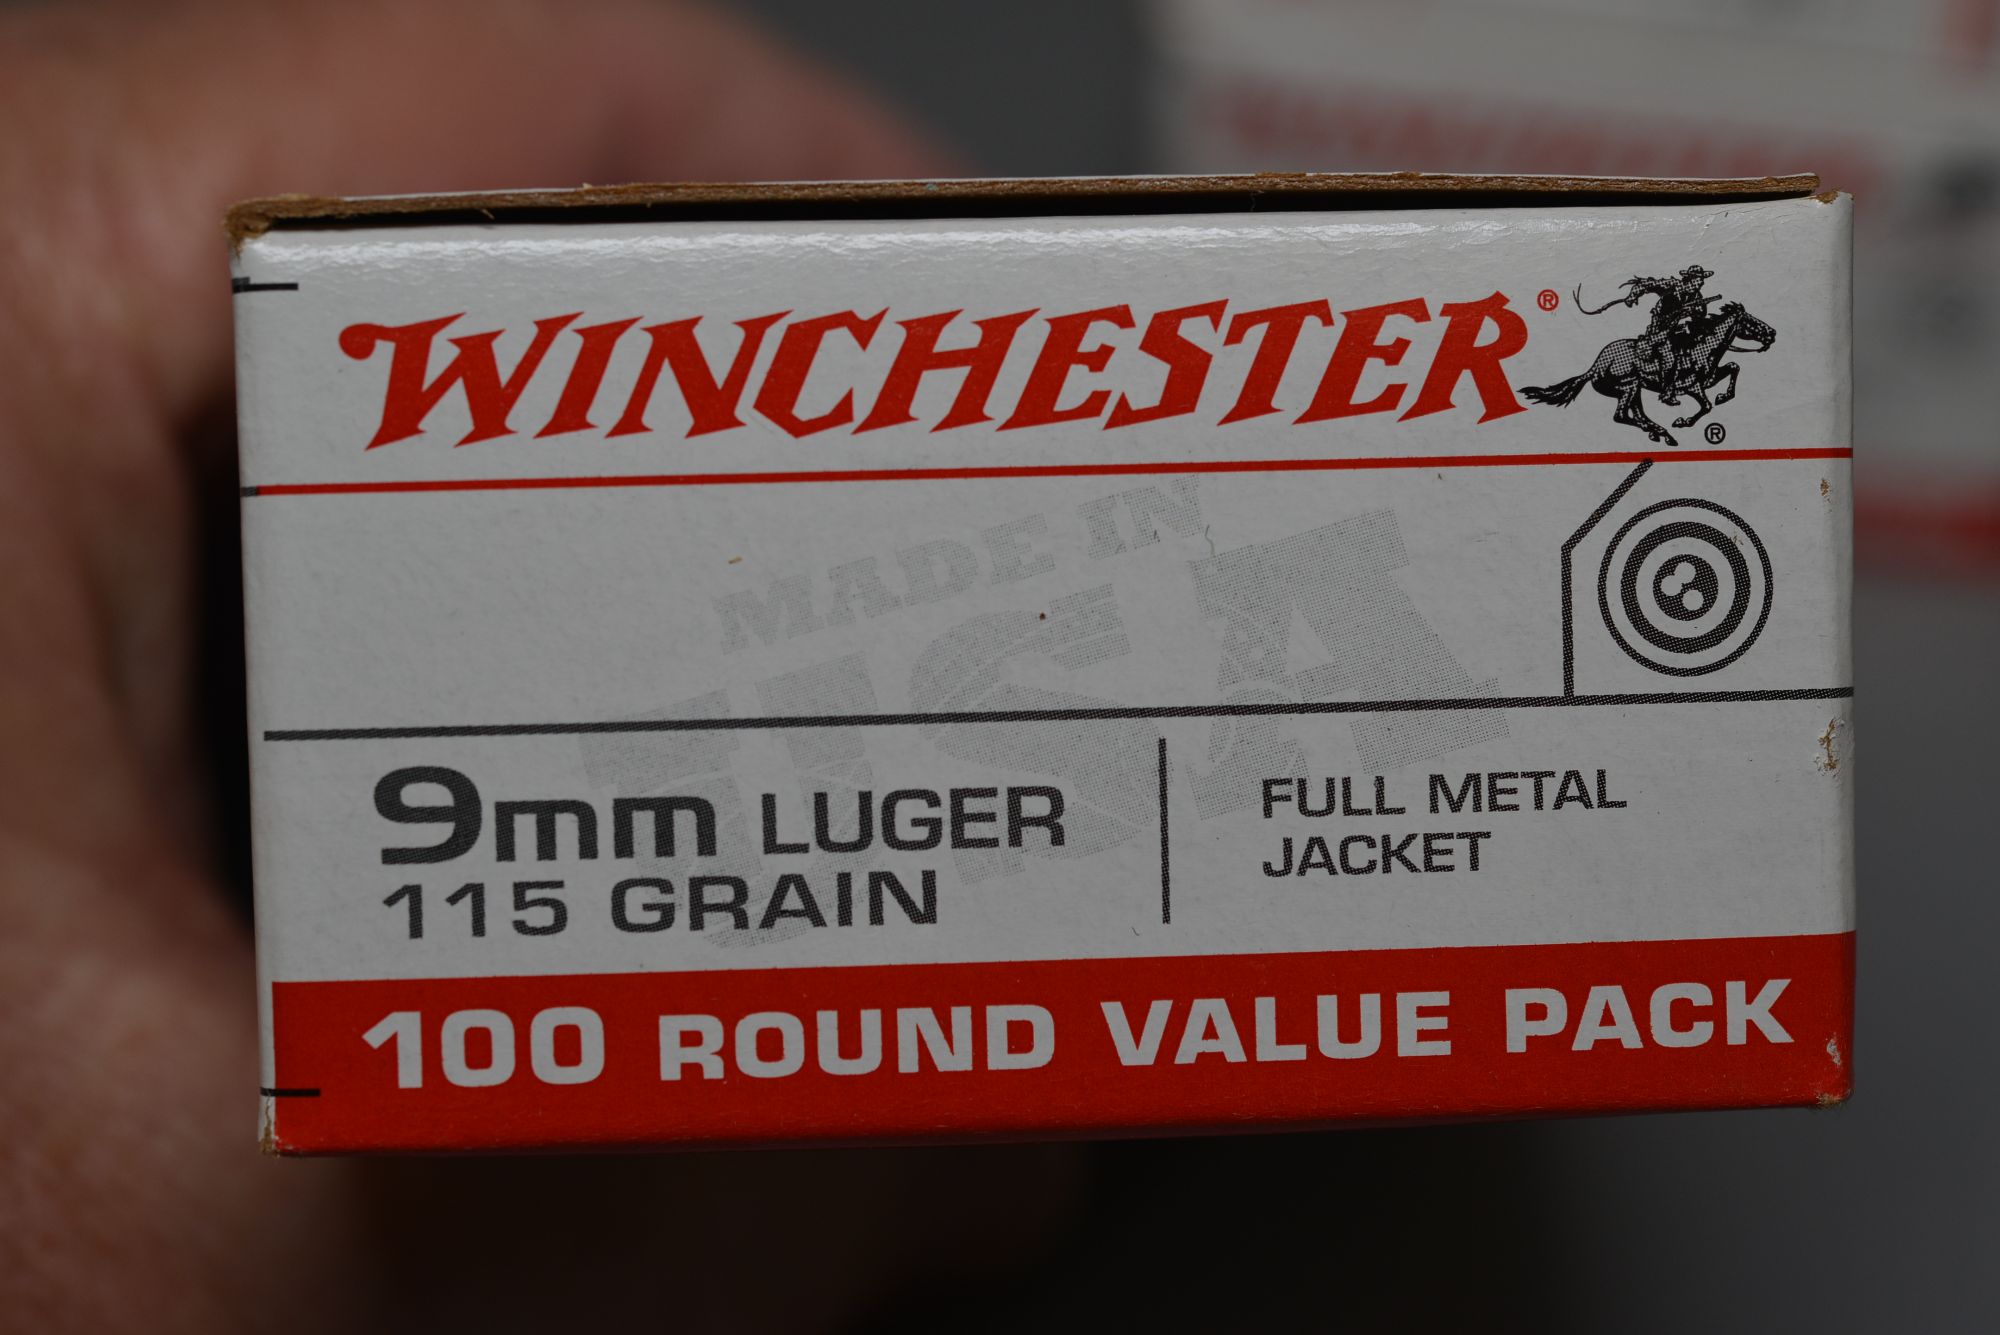 WINCHESTER®
®
MADE IN
USA
9mm LUGER
115 GRAIN
FULL METAL
JACKET
100 ROUND VALUE PACK